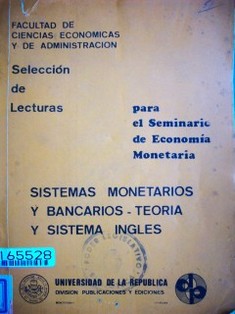 FACULTAD DE
CIENCIAS ECONOMICAS
Y DE ADMINISTRACION
Selección
de
Lecturas
para
el Seminario
de Economía
Monetaria
SISTEMAS MONETARIOS
Y BANCARIOS - TEORIA
Y SISTEMA INGLES
LEGISLATIVO
165528
UNIVERSIDAD DE LA REPUBLICA
DIVISION PUBLICACIONES Y EDICIONES